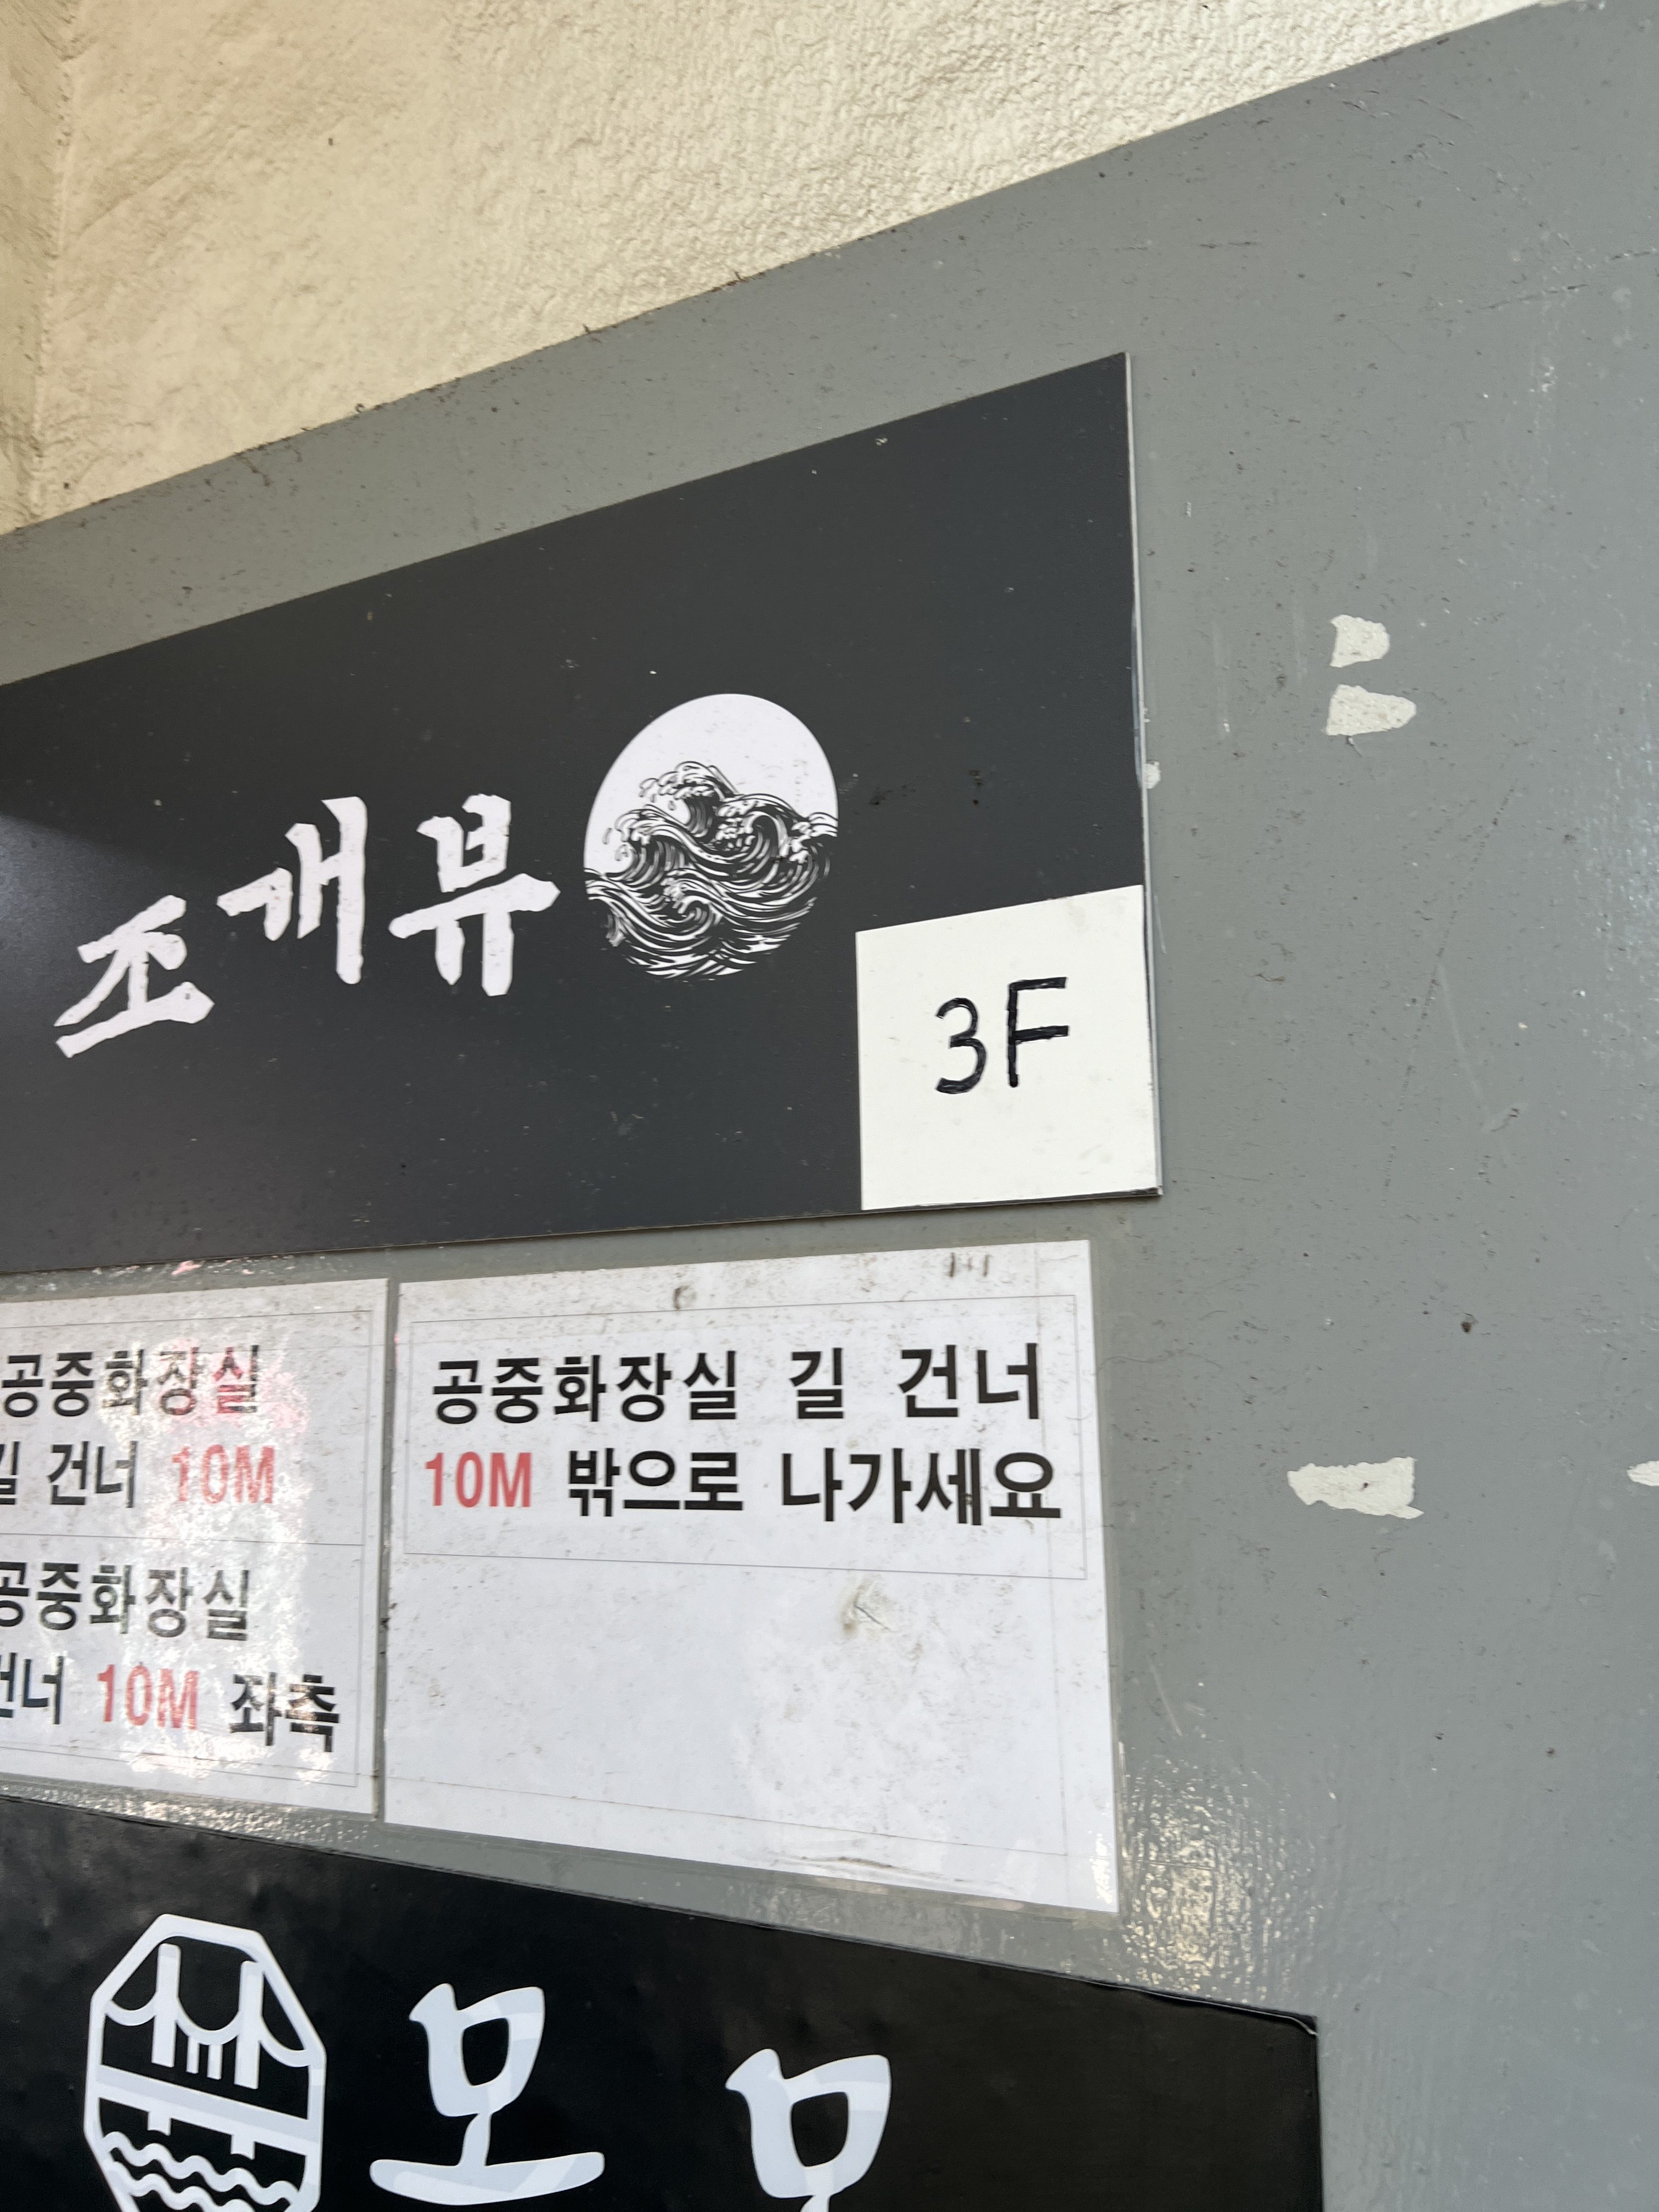 조개뷰
3F
공중화장실
길 건너 10M
공중화장실
건너 10M 좌측
공중화장실 길 건너
10M 밖으로 나가세요
모